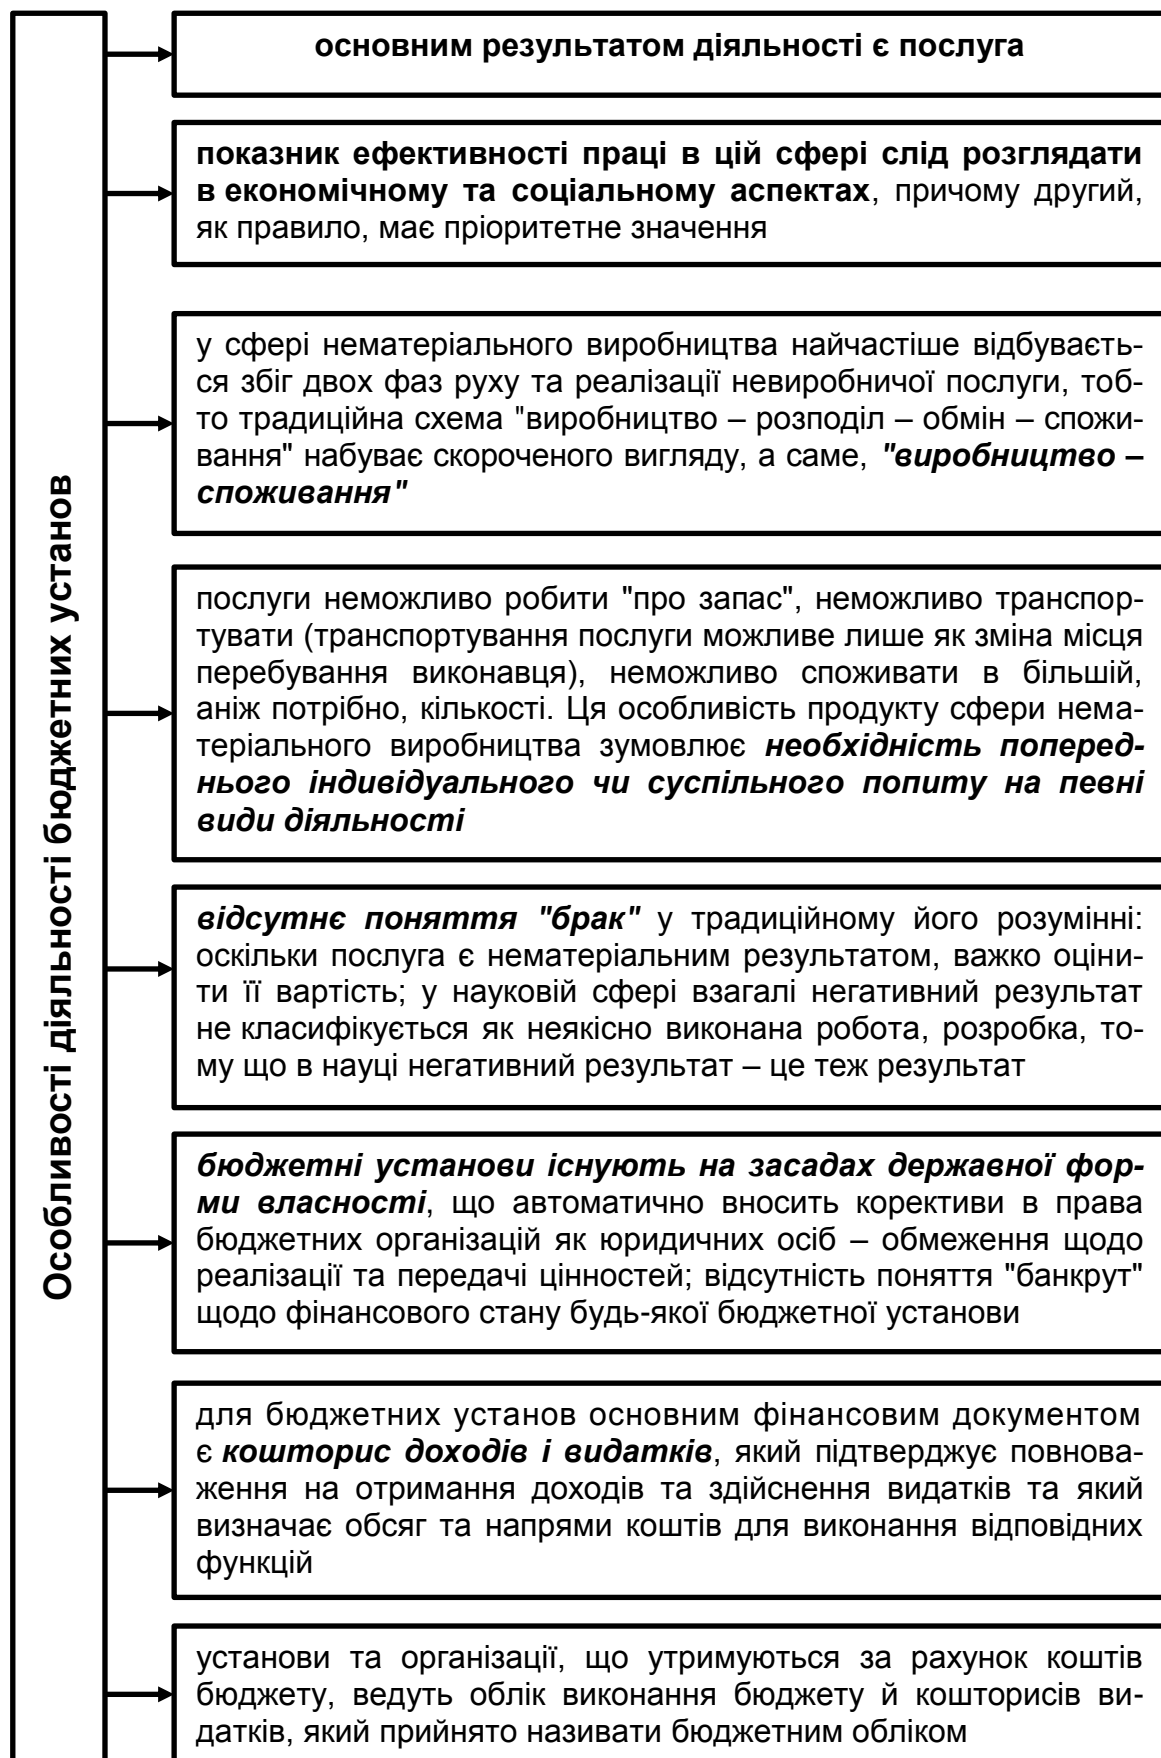 Особливості діяльності бюджетних установ
основним результатом діяльності є послуга
показник ефективності праці в цій сфері слід розглядати
в економічному та соціальному аспектах, причому другий,
як правило, має пріоритетне значення
у сфері нематеріального виробництва найчастіше відбуваєть-
ся збіг двох фаз руху та реалізації невиробничої послуги, тоб-
то традиційна схема "виробництво – розподіл – обмін – спожи-
вання" набуває скороченого вигляду, а саме, "виробництво –
споживання"
послуги неможливо робити "про запас", неможливо транспор-
тувати (транспортування послуги можливе лише як зміна місця
перебування виконавця), неможливо споживати в більшій,
аніж потрібно, кількості. Ця особливість продукту сфери нема-
теріального виробництва зумовлює необхідність поперед-
нього індивідуального чи суспільного попиту на певні
види діяльності
відсутнє поняття "брак" у традиційному його розумінні:
оскільки послуга є нематеріальним результатом, важко оціни-
ти її вартість; у науковій сфері взагалі негативний результат
не класифікується як неякісно виконана робота, розробка, то-
му що в науці негативний результат – це теж результат
бюджетні установи існують на засадах державної фор-
ми власності, що автоматично вносить корективи в права
бюджетних організацій як юридичних осіб – обмеження щодо
реалізації та передачі цінностей; відсутність поняття "банкрут"
щодо фінансового стану будь-якої бюджетної установи
для бюджетних установ основним фінансовим документом
є кошторис доходів і видатків, який підтверджує повнова-
ження на отримання доходів та здійснення видатків та який
визначає обсяг та напрями коштів для виконання відповідних
функцій
установи та організації, що утримуються за рахунок коштів
бюджету, ведуть облік виконання бюджету й кошторисів ви-
датків, який прийнято називати бюджетним обліком